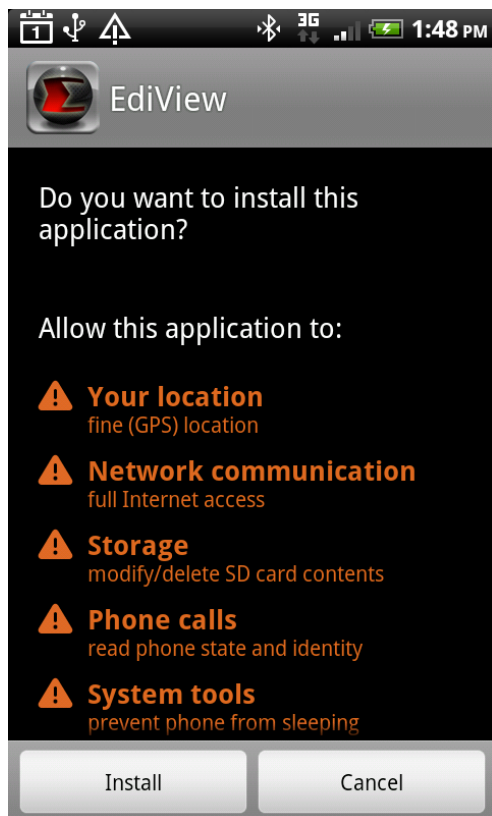 1
3G
1:48 PM
EdiView
Do you want to install this
application?
Allow this application to:
Your location
fine (GPS) location
Network communication
full Internet access
Storage
modify/delete SD card contents
Phone calls
read phone state and identity
System tools
prevent phone from sleeping
Install
Cancel